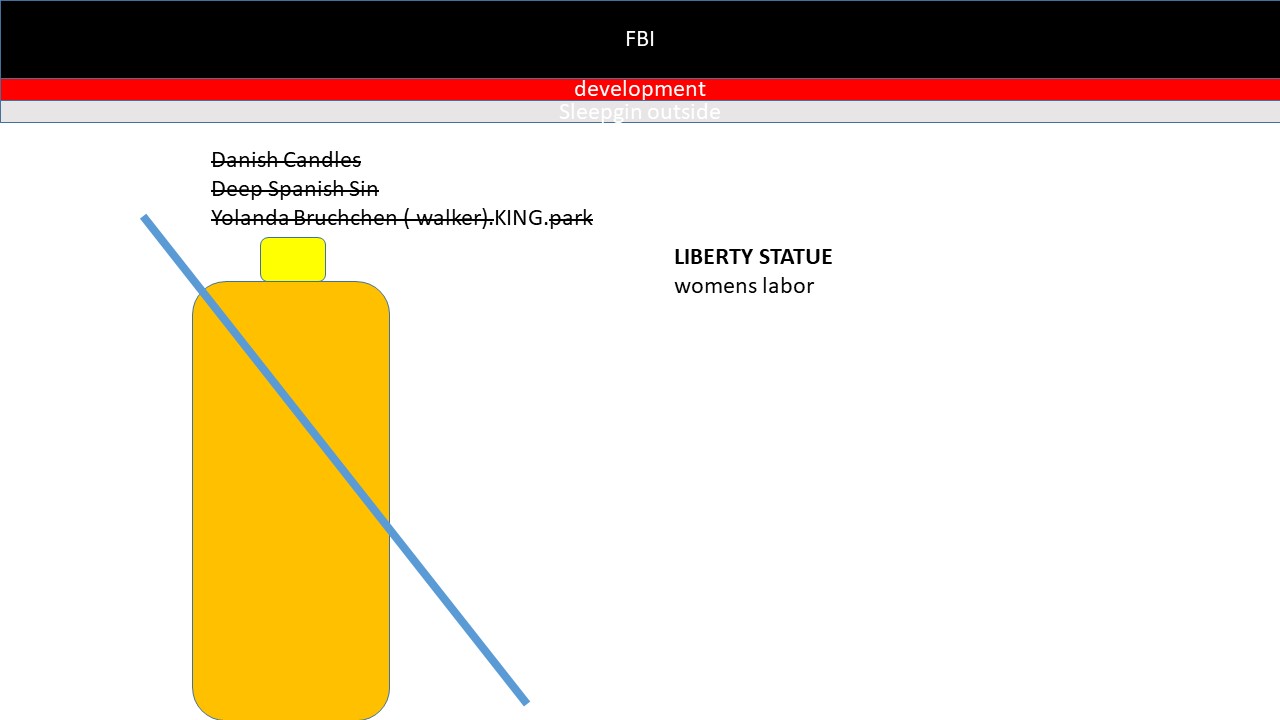 FBI
development
Sleepgin outside
Danish Candles
Deep Spanish Sin
Yolanda Bruchchen ( walker).KING.park
LIBERTY STATUE
womens labor